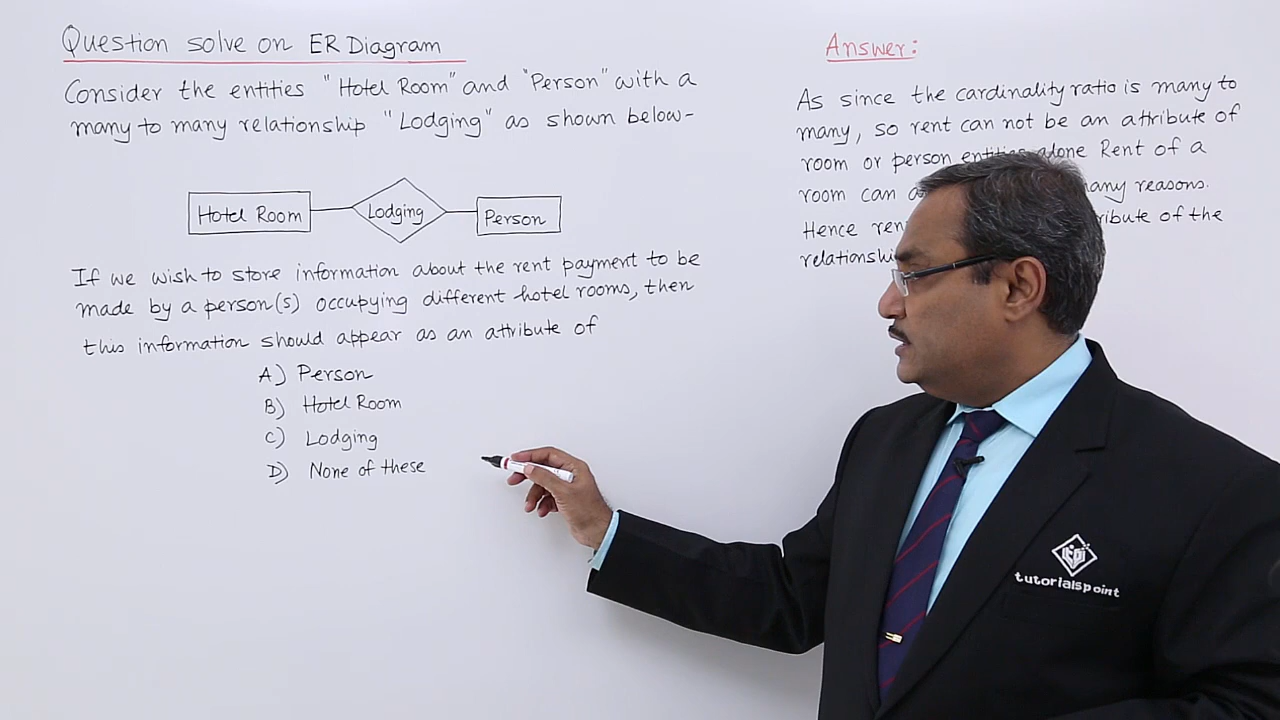 Question solve on ER Diagram
Consider the entities "Hotel Room" and "Person" with a
many to many relationship "Lodging" as shown below-
Hotel Room
Lodging
Person
If we wish to store information about the rent payment to be
made by a person(s) occupying different hotel rooms, then
this information should appear as an attribute of
A) Person
B) Hotel Room
C) Lodging
D) None of these
Answer:
As since the cardinality ratio is many to
many, so rent can not be an attribute of
room or person entities alone Rent of a
room can many reasons.
Hence of the
tutorialspoint